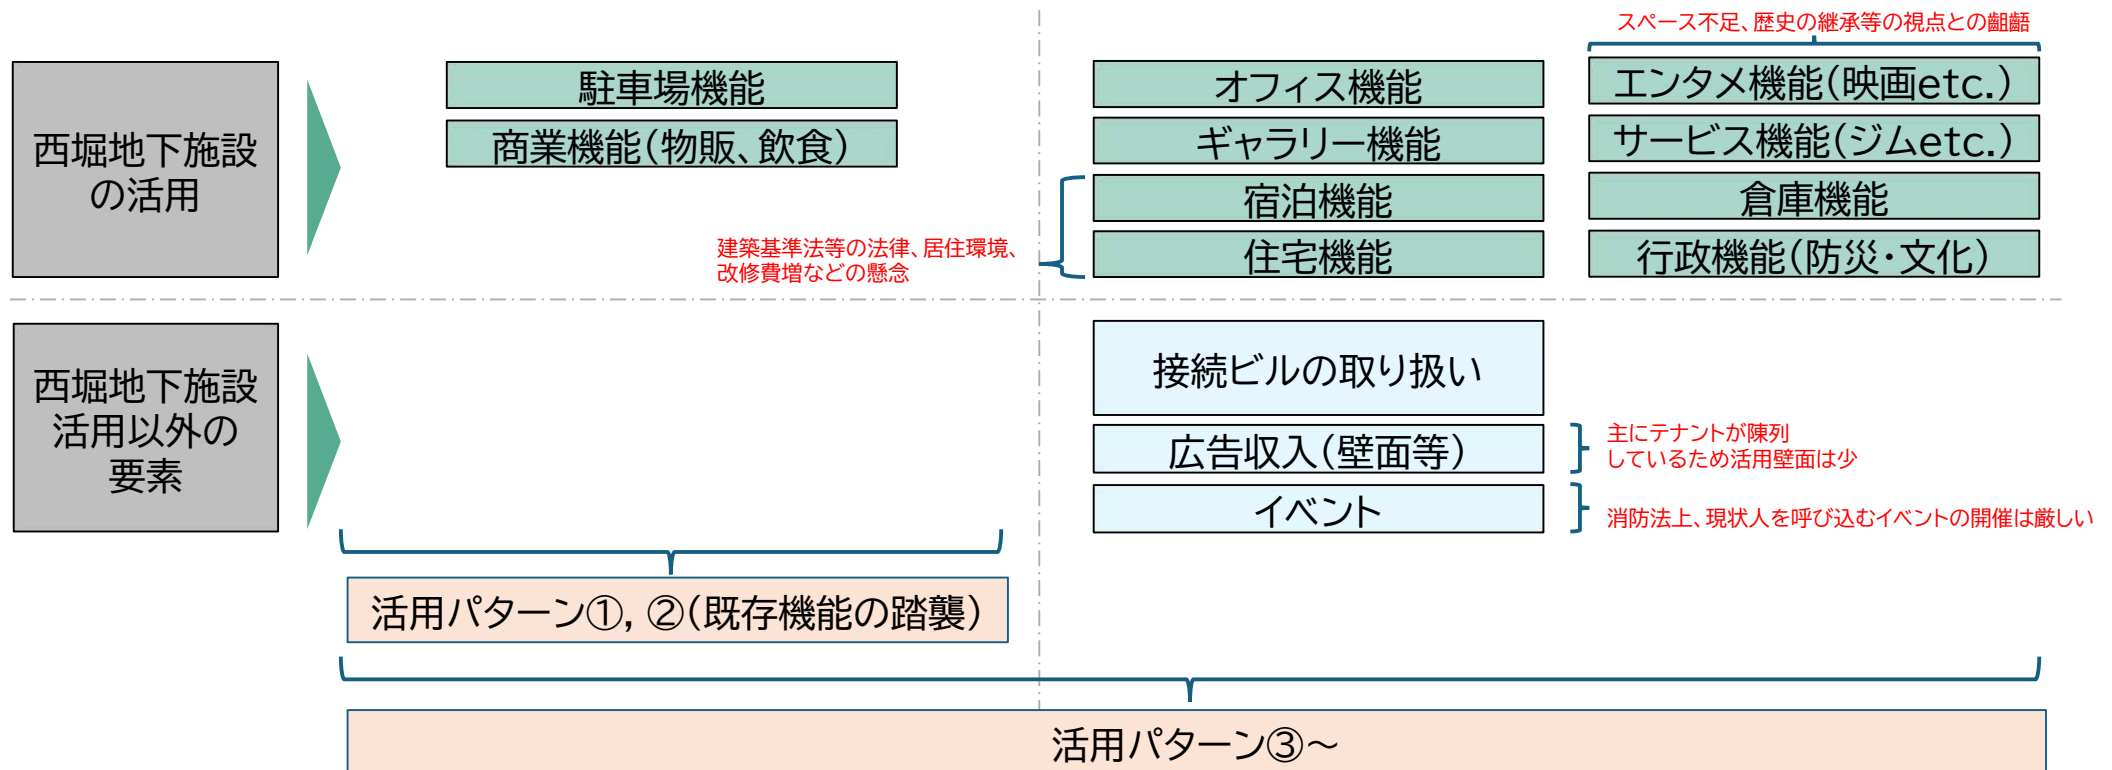 スペース不足、歴史の継承等の視点との齟齬
西堀地下施設
の活用
駐車場機能
商業機能(物販、飲食)
オフィス機能
ギャラリー機能
宿泊機能
住宅機能
エンタメ機能(映画etc.)
サービス機能(ジムetc.)
倉庫機能
行政機能(防災・文化)
建築基準法等の法律、居住環境、
改修費増などの懸念
西堀地下施設
活用以外の
要素
接続ビルの取り扱い
広告収入(壁面等)
イベント
主にテナントが陳列
しているため活用壁面は少
消防法上、現状人を呼び込むイベントの開催は厳しい
活用パターン①, ②(既存機能の踏襲)
活用パターン③～